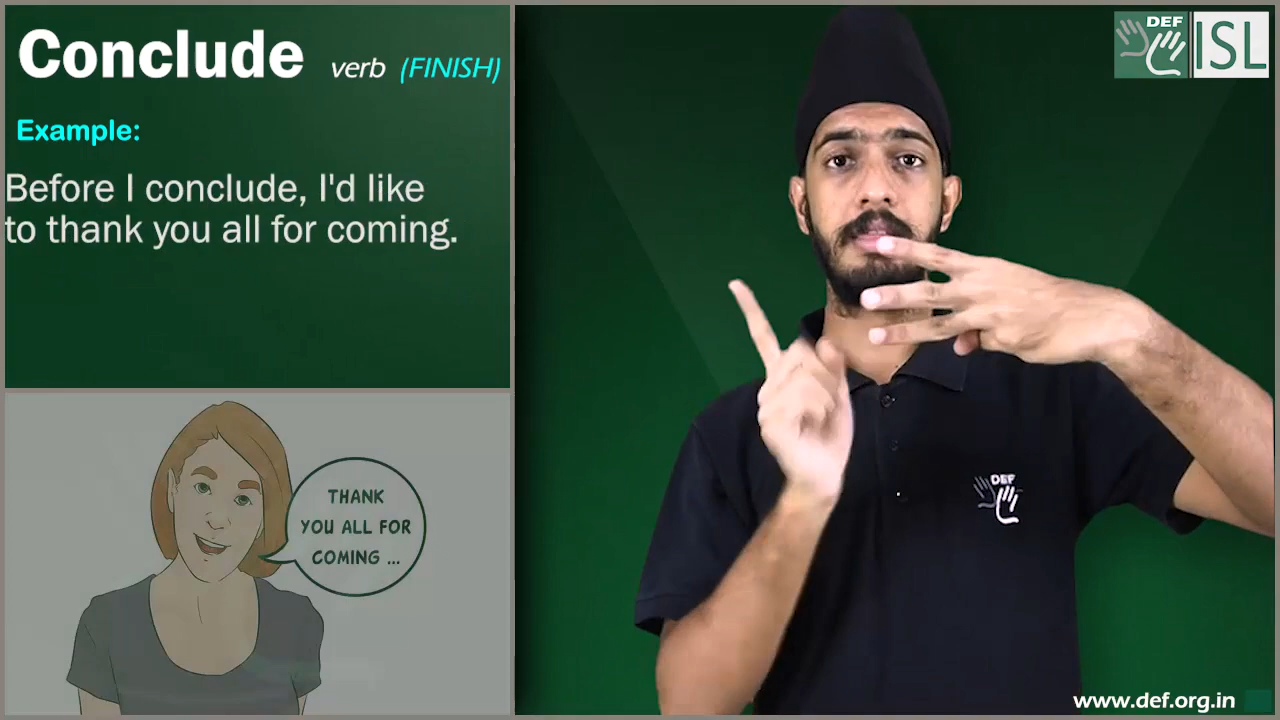 Conclude verb (FINISH)
Example:
Before I conclude, I'd like
to thank you all for coming.
THANK
YOU ALL FOR
COMING ...
DEF
ISL
DEF
www.def.org.in